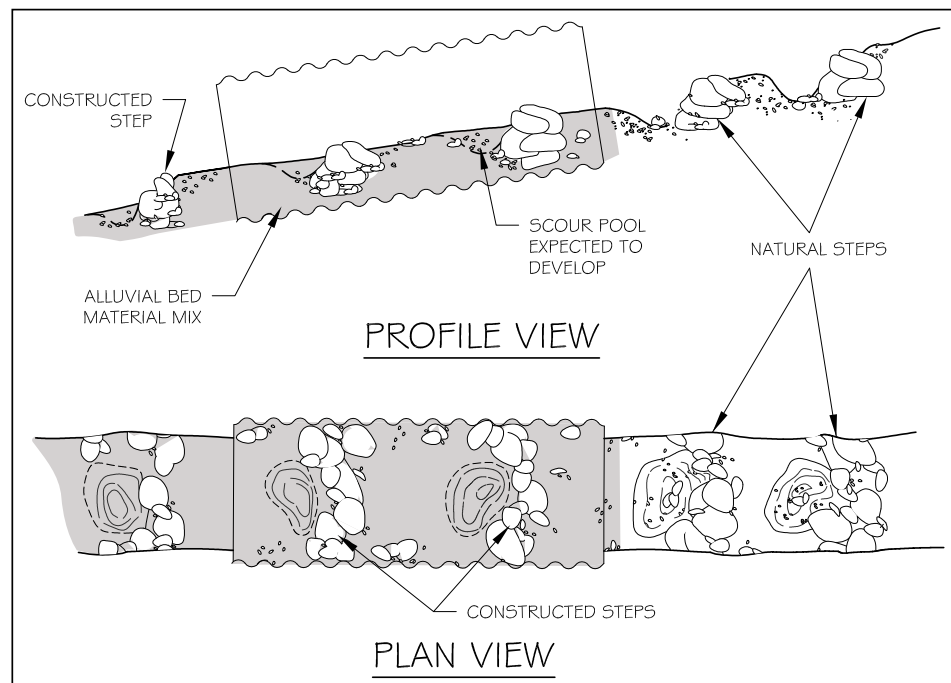 CONSTRUCTED
STEP
SCOUR POOL
EXPECTED TO
DEVELOP
NATURAL STEPS
ALLUVIAL BED
MATERIAL MIX
PROFILE VIEW
CONSTRUCTED STEPS
PLAN VIEW